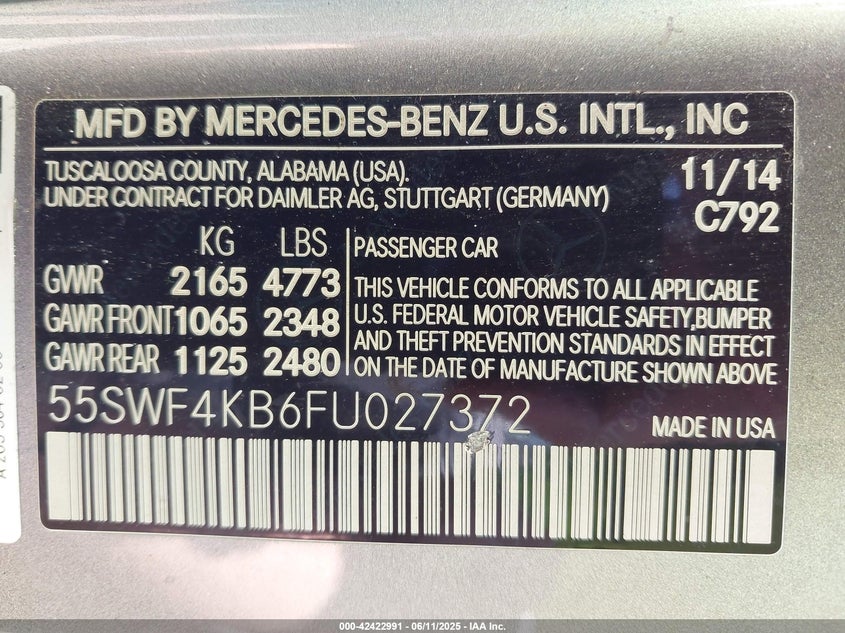 MFD BY MERCEDES-BENZ U.S. INTL., INC
TUSCALOOSA COUNTY, ALABAMA (USA).
UNDER CONTRACT FOR DAIMLER AG, STUTTGART (GERMANY)
11/14
C792
KG LBS
GVWR 2165 4773
GAWR FRONT 1065 2348
GAWR REAR 1125 2480
PASSENGER CAR
THIS VEHICLE CONFORMS TO ALL APPLICABLE
U.S. FEDERAL MOTOR VEHICLE SAFETY, BUMPER
AND THEFT PREVENTION STANDARDS IN EFFECT
ON THE DATE OF MANUFACTURE SHOWN ABOVE
55SWF4KB6FU027372
MADE IN USA
000-42422991 - 06/11/2025 - IAA Inc.